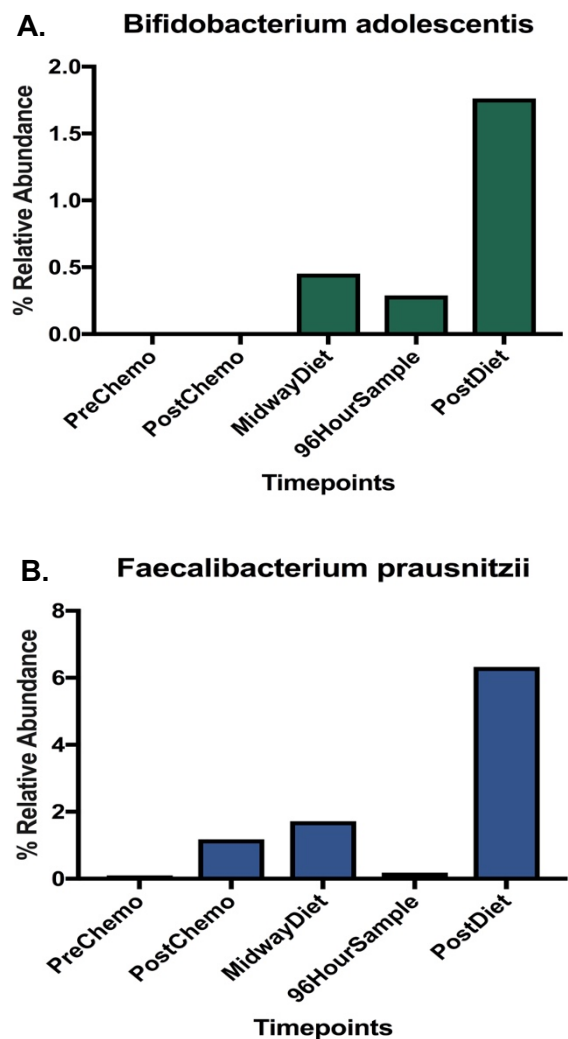 A. Bifidobacterium adolescentis
% Relative Abundance
2.0
1.5
1.0
0.5
0.0
PreChemo
PostChemo
MidwayDiet
96HourSample
PostDiet
Timepoints
B. Faecalibacterium prausnitzii
% Relative Abundance
8
6
4
2
0
PreChemo
PostChemo
MidwayDiet
96HourSample
PostDiet
Timepoints